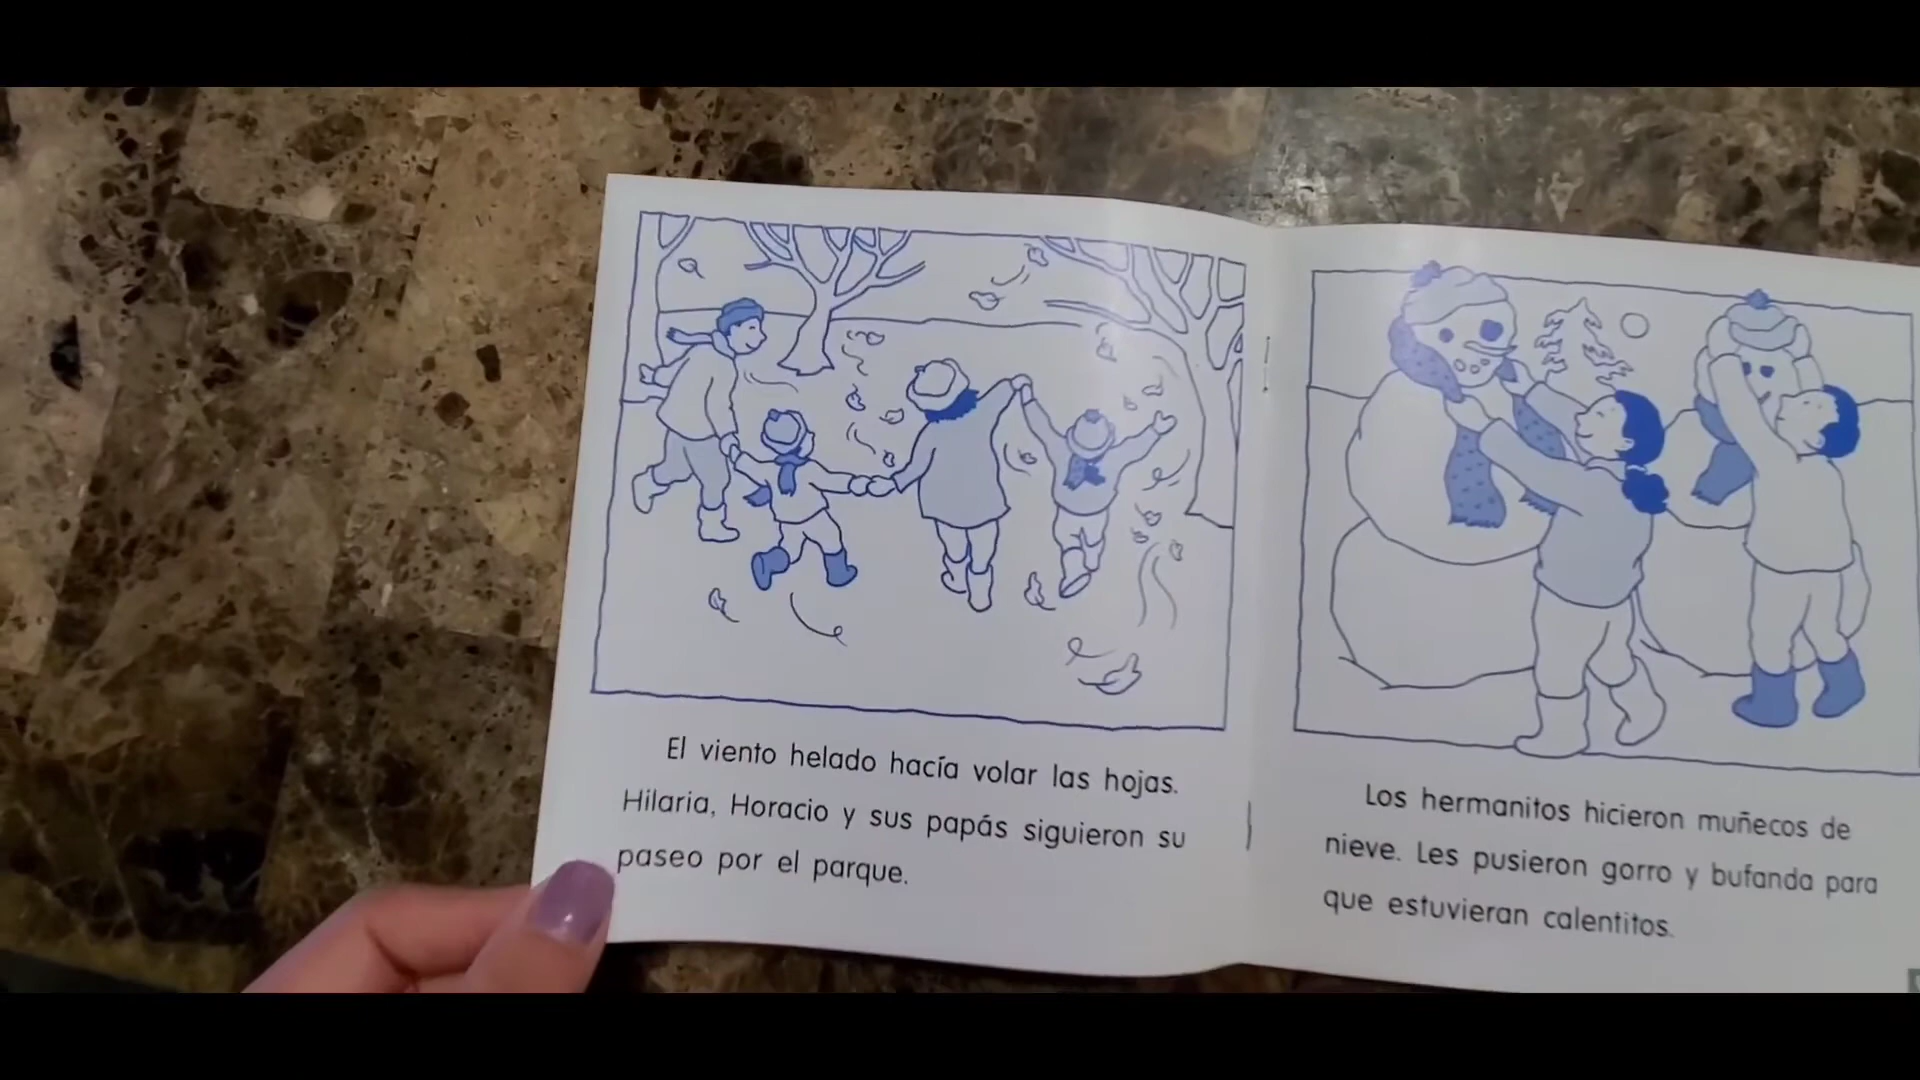 El viento helado hacía volar las hojas.
Hilaria, Horacio y sus papás siguieron su
paseo por el parque.
Los hermanitos hicieron muñecos de
nieve. Les pusieron gorro y bufanda para
que estuvieran calentitos.